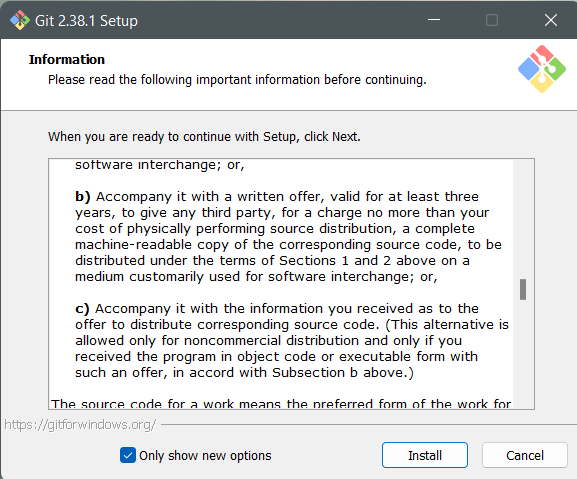 Git 2.38.1 Setup
Information
Please read the following important information before continuing.
When you are ready to continue with Setup, click Next.
software interchange; or,
b) Accompany it with a written offer, valid for at least three
years, to give any third party, for a charge no more than your
cost of physically performing source distribution, a complete
machine-readable copy of the corresponding source code, to be
distributed under the terms of Sections 1 and 2 above on a
medium customarily used for software interchange; or,
c) Accompany it with the information you received as to the
offer to distribute corresponding source code. (This alternative is
allowed only for noncommercial distribution and only if you
received the program in object code or executable form with
such an offer, in accord with Subsection b above.)
The source code for a work means the preferred form of the work for
https://gitforwindows.org/
Only show new options
Install
Cancel